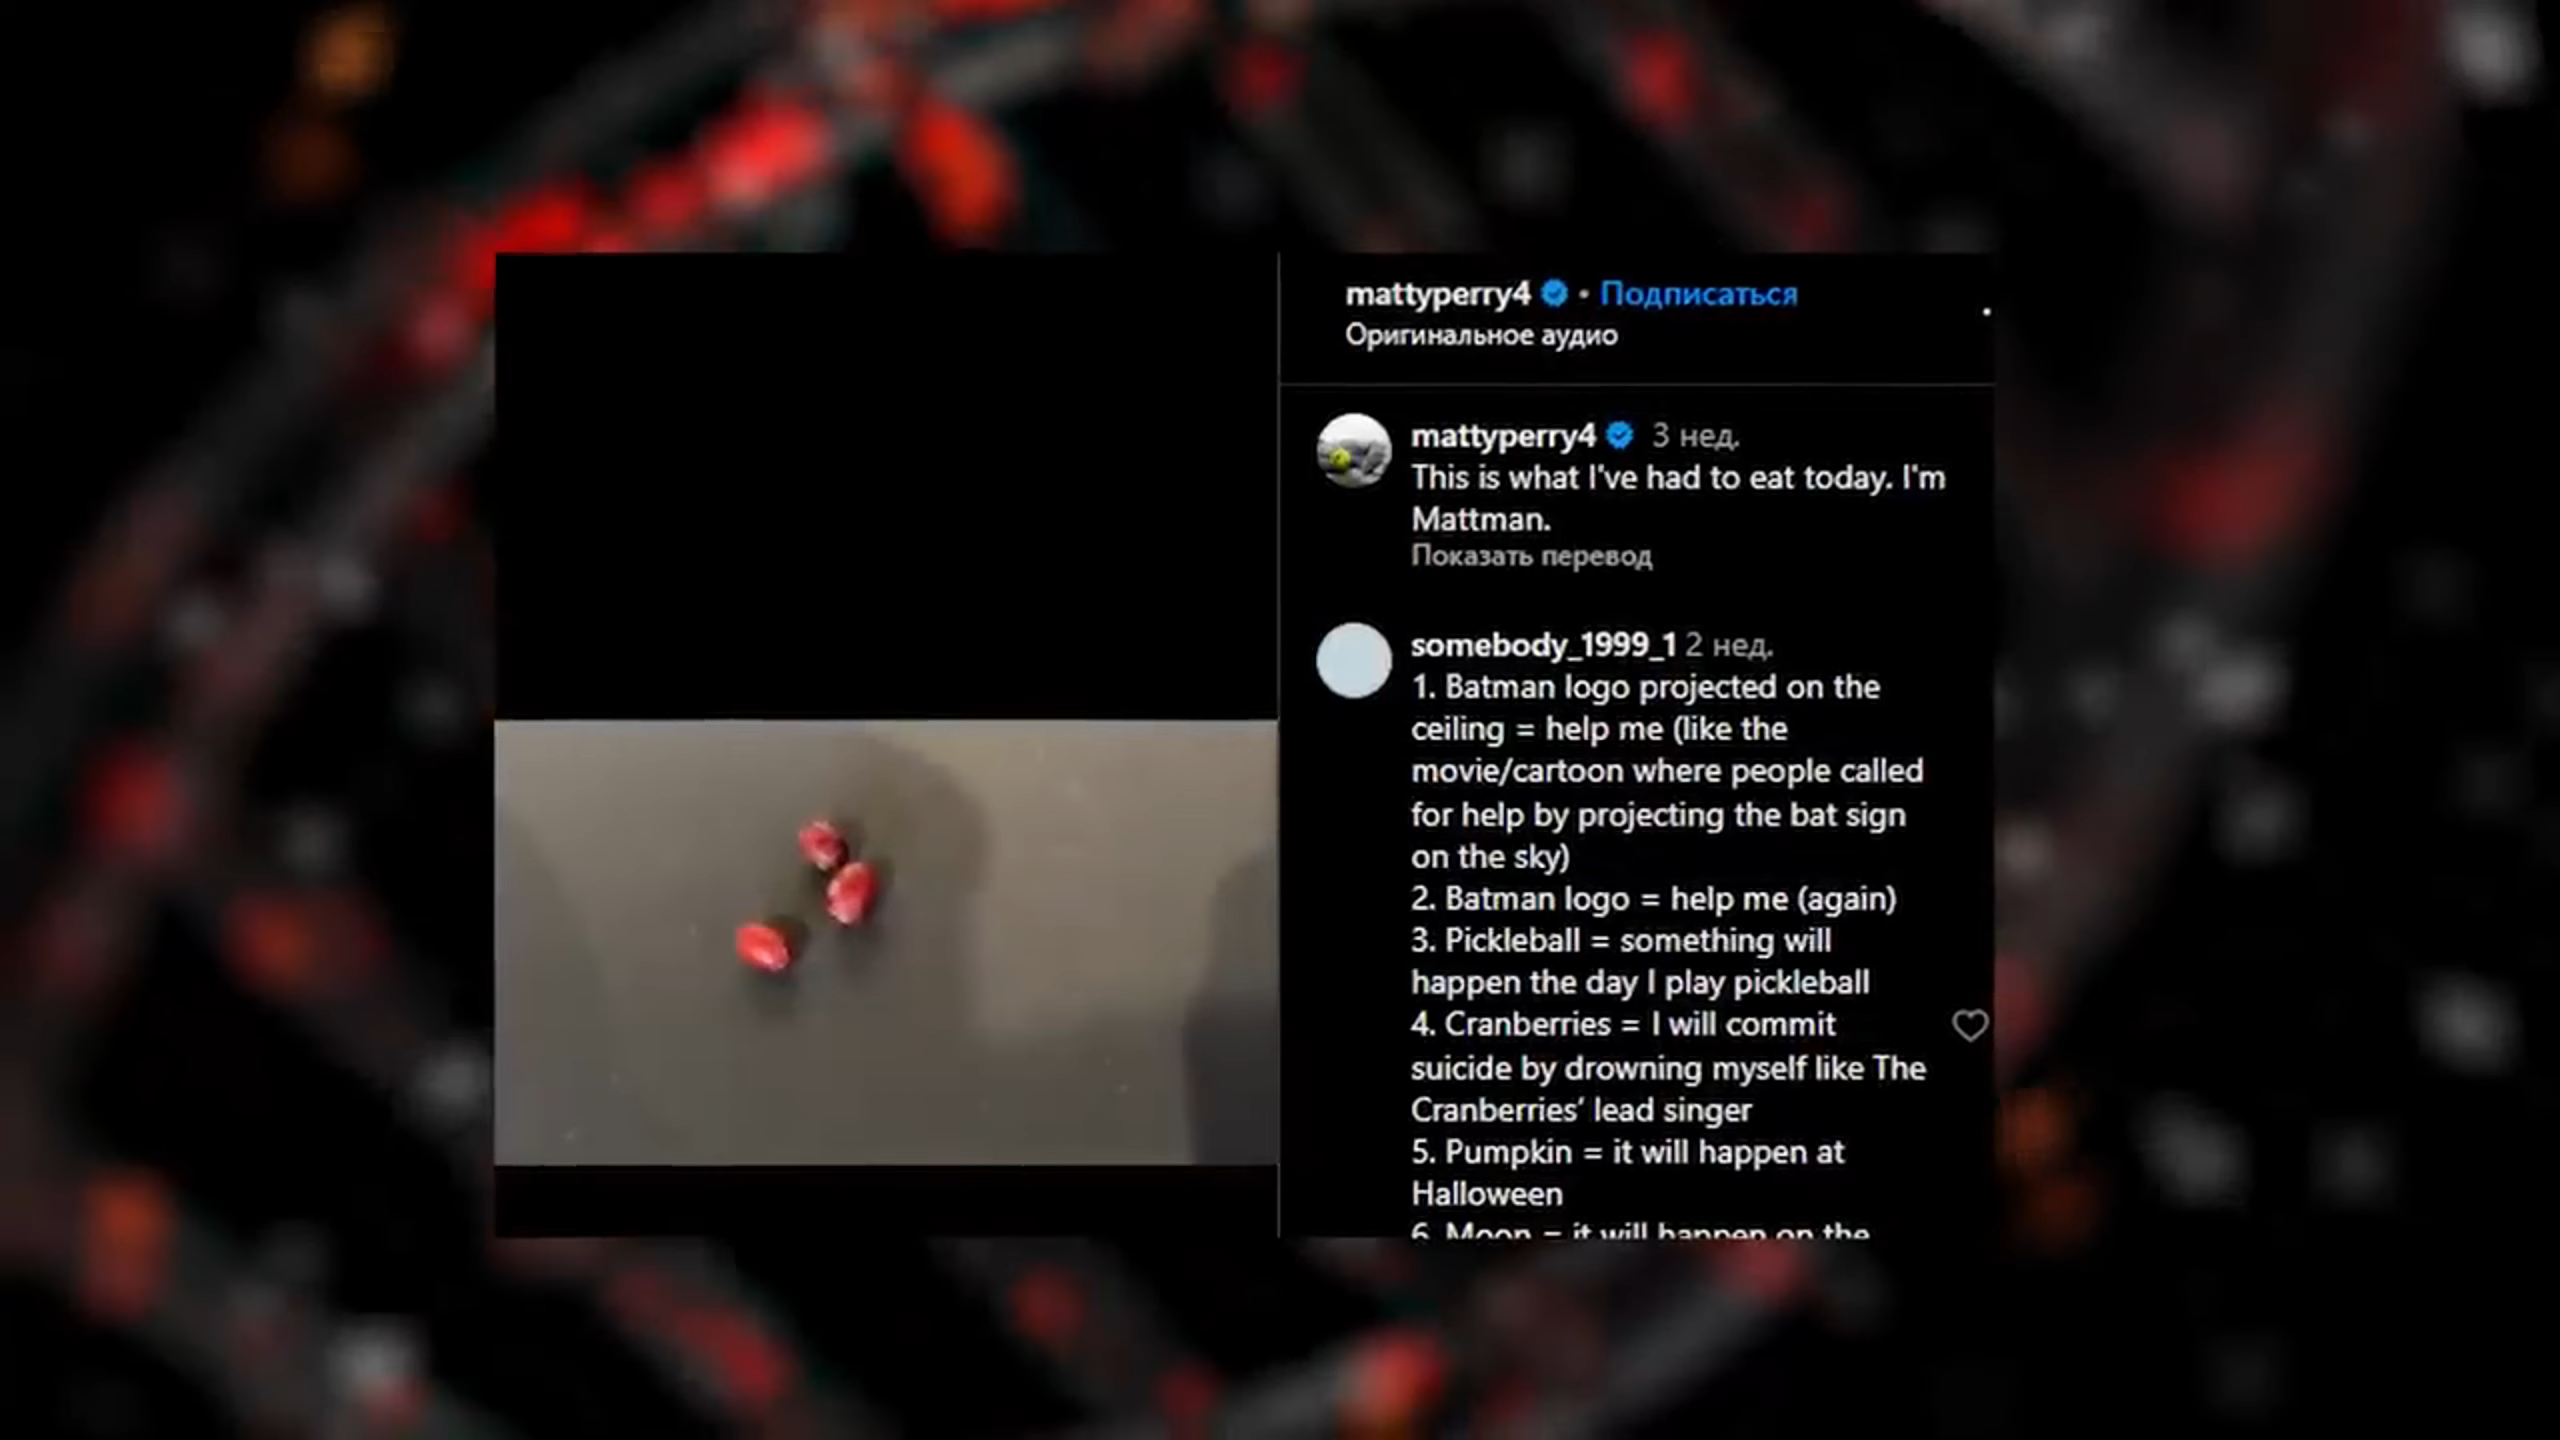 mattyperry4 • Подписаться
Оригинальное аудио
mattyperry4 3 нед.
This is what I've had to eat today. I'm
Mattman.
Показать перевод
somebody_1999_1 2 нед.
1. Batman logo projected on the
ceiling = help me (like the
movie/cartoon where people called
for help by projecting the bat sign
on the sky)
2. Batman logo = help me (again)
3. Pickleball = something will
happen the day I play pickleball
4. Cranberries = I will commit
suicide by drowning myself like The
Cranberries’ lead singer
5. Pumpkin = it will happen at
Halloween
6. Moon = it will happen on the